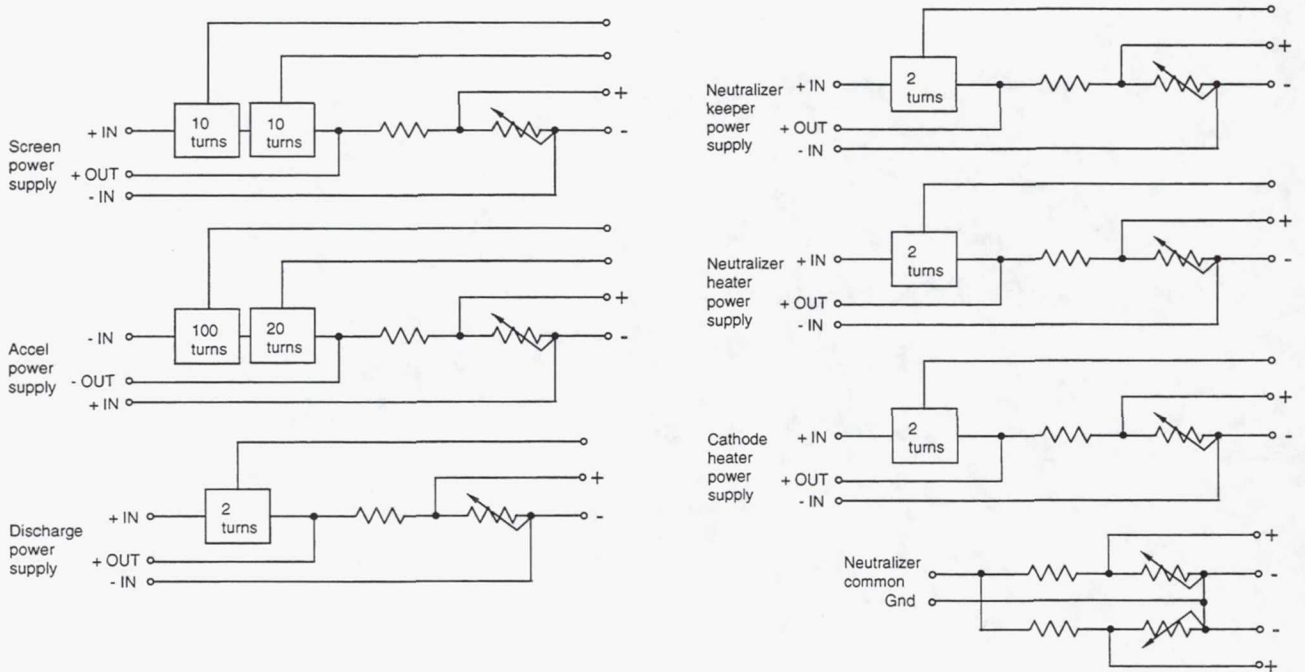 Screen
power
supply
+ IN
10
turns
10
turns
+ OUT
- IN
+
-
Accel
power
supply
- IN
100
turns
20
turns
- OUT
+ IN
+
-
Discharge
power
supply
+ IN
2
turns
+ OUT
- IN
+
-
Neutralizer
keeper
power
supply
+ IN
2
turns
+ OUT
- IN
+
-
Neutralizer
heater
power
supply
+ IN
2
turns
+ OUT
- IN
+
-
Cathode
heater
power
supply
+ IN
2
turns
+ OUT
- IN
+
-
Neutralizer
common
Gnd
+
-
-
+